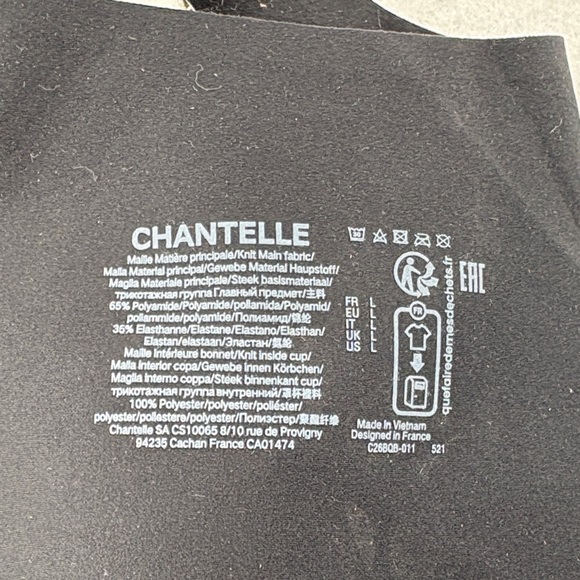 CHANTELLE
Maille Matière principale/Knit Main fabric/
Malla Material principal/Gewebe Material Haupstoff/
Maglia Materiale principale/Steek basismateriaal/
трикотажная группа Главный предмет/主料
65% Polyamide/Polyamide/poliamida/Polyamid/
poliammide/polyamide/Полиамид/锦纶
35% Elasthanne/Elastane/Elastano/Elasthan/
Elastan/elastaan/Эластан/氨纶
Maille Intérieure bonnet/Knit inside cup/
Malla Interior copa/Gewebe innen Körbchen/
Maglia Interno coppa/Steek binnenkant cup/
трикотажная группа внутренний/罩杯裡料
100% Polyester/polyester/poliéster/
polyester/poliestere/polyester/Полиэстер/聚酯纤维
Chantelle SA CS10065 8/10 rue de Provigny
94235 Cachan France CA01474
30
FR L
EU L
IT L
UK L
US L
FR
quefairedemesdechets.fr
EAC
Made in Vietnam
Designed in France
C26BQB-011 521